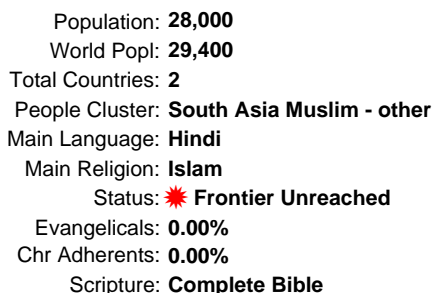 Population: 28,000
World Popl: 29,400
Total Countries: 2
People Cluster: South Asia Muslim - other
Main Language: Hindi
Main Religion: Islam
Status: Frontier Unreached
Evangelicals: 0.00%
Chr Adherents: 0.00%
Scripture: Complete Bible